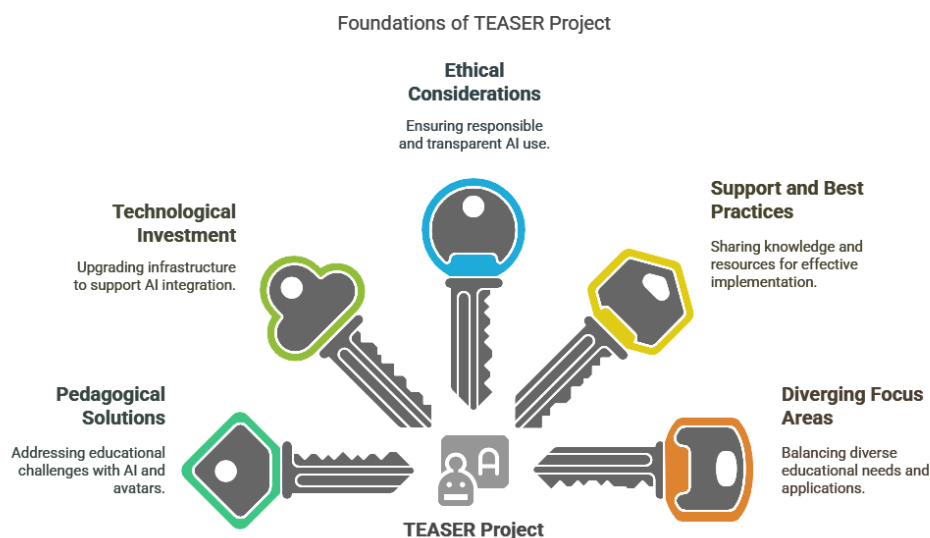 Foundations of TEASER Project
Ethical
Considerations
Ensuring responsible
and transparent AI use.
Technological
Investment
Upgrading infrastructure
to support AI integration.
Support and Best
Practices
Sharing knowledge and
resources for effective
implementation.
Pedagogical
Solutions
Addressing educational
challenges with AI and
avatars.
Diverging Focus
Areas
Balancing diverse
educational needs and
applications.
A
TEASER Project